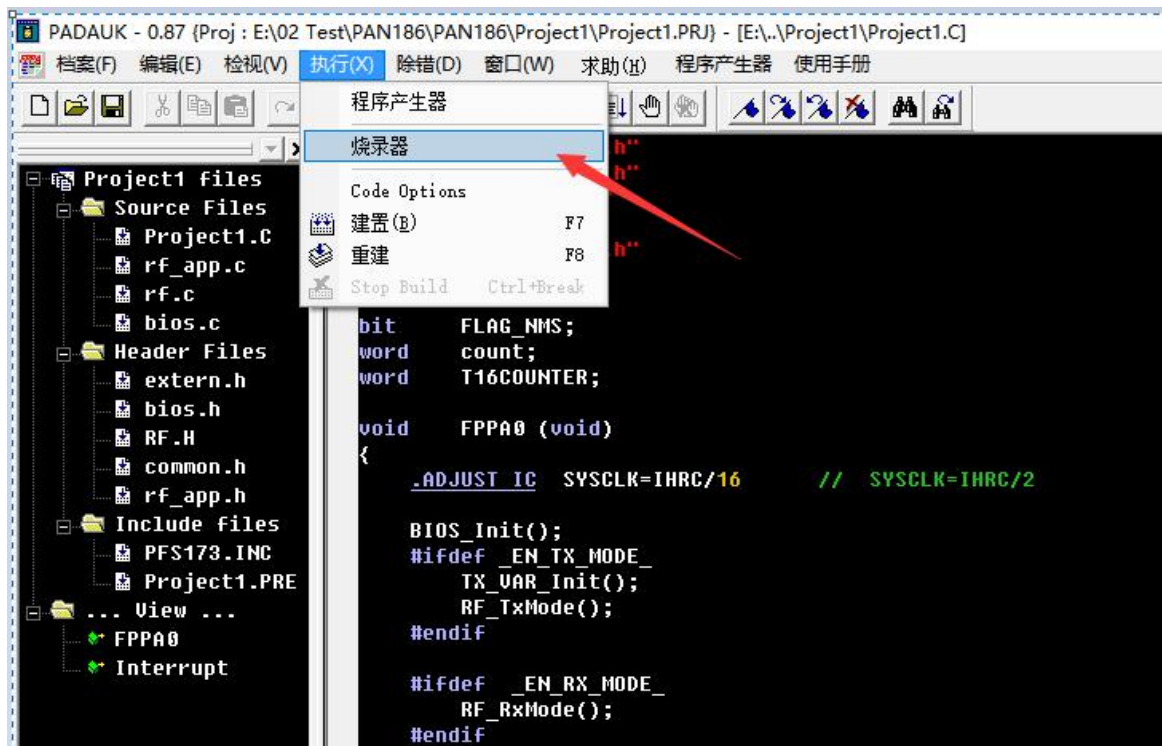 PADAUK - 0.87 {Proj : E:\02 Test\PAN186\PAN186\Project1\Project1.PRJ} - [E:\..\Project1\Project1.C]
档案(F) 编辑(E) 检视(V) 执行(X) 除错(D) 窗口(W) 求助(H) 程序产生器 使用手册
程序产生器
烧录器
Code Options
建置(B) F7
重建 F8
Stop Build Ctrl+Break
Project1 files
Source Files
Project1.C
rf_app.c
rf.c
bios.c
Header Files
extern.h
bios.h
RF.H
common.h
rf_app.h
Include files
PFS173.INC
Project1.PRE
... View ...
FPPA0
Interrupt
h"
h"
.h"
bit FLAG_NMS;
word count;
word T16COUNTER;
void FPPA0 (void)
{
.ADJUST_IC SYSCLK=IHRC/16 // SYSCLK=IHRC/2
BIOS_Init();
#ifdef _EN_TX_MODE_
TX_VAR_Init();
RF_TxMode();
#endif
#ifdef _EN_RX_MODE_
RF_RxMode();
#endif